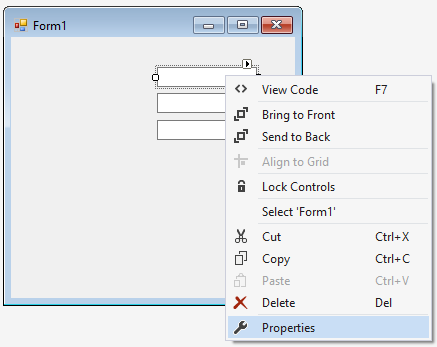 Form1
View Code F7
Bring to Front
Send to Back
Align to Grid
Lock Controls
Select 'Form1'
Cut Ctrl+X
Copy Ctrl+C
Paste Ctrl+V
Delete Del
Properties